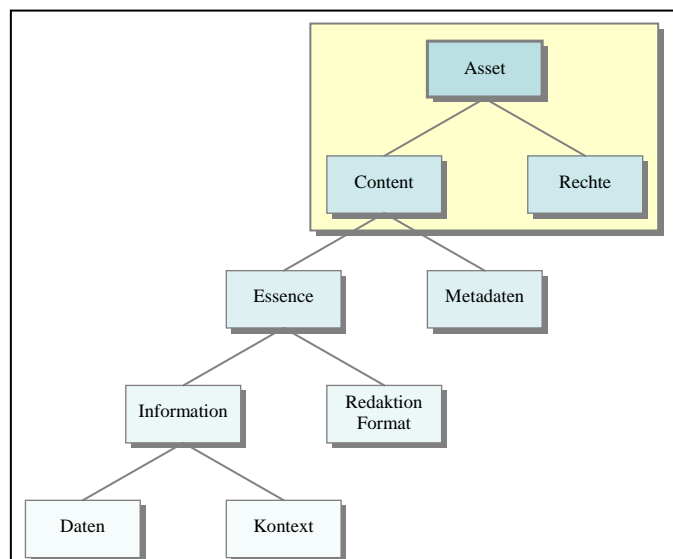 Asset
Content
Rechte
Essence
Metadaten
Information
Redaktion
Format
Daten
Kontext